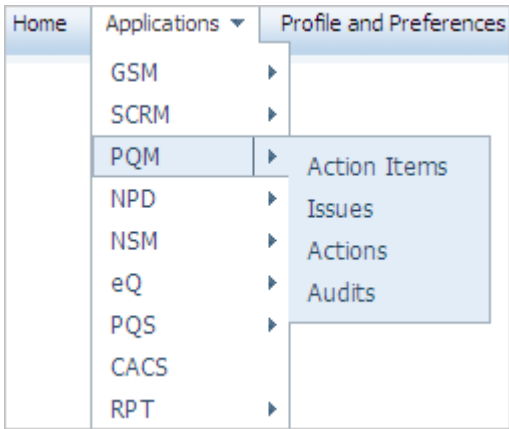 Home Applications Profile and Preferences
GSM
SCRM
PQM
Action Items
Issues
Actions
Audits
NPD
NSM
eQ
PQS
CACS
RPT